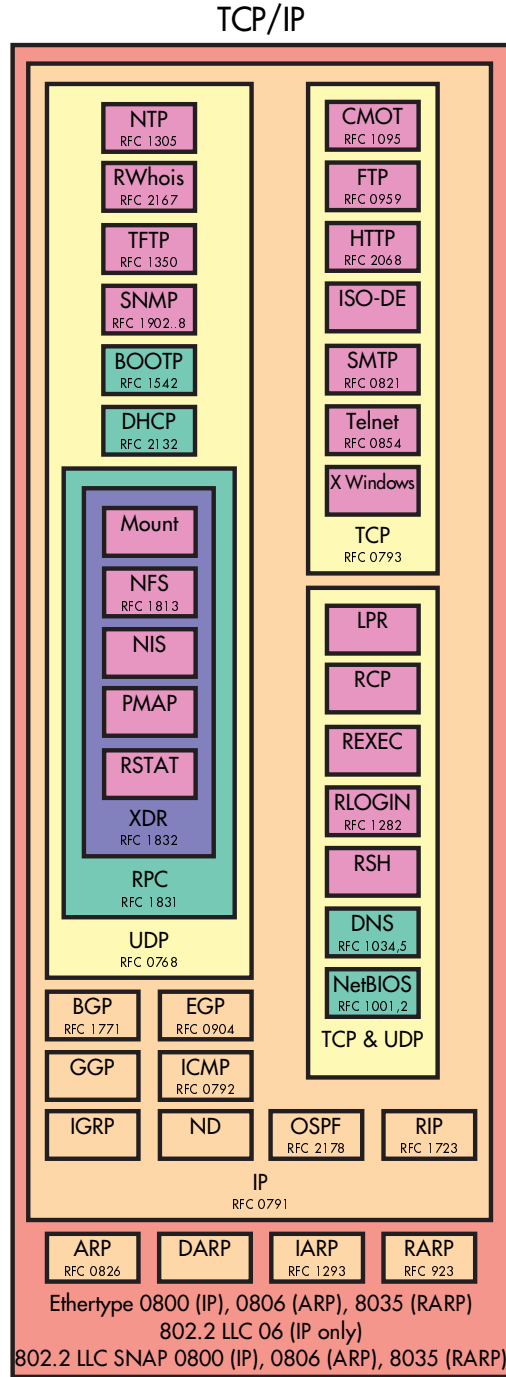 TCP/IP
NTP
RFC 1305
RWhois
RFC 2167
TFTP
RFC 1350
SNMP
RFC 1902..8
BOOTP
RFC 1542
DHCP
RFC 2132
Mount
NFS
RFC 1813
NIS
PMAP
RSTAT
XDR
RFC 1832
RPC
RFC 1831
UDP
RFC 0768
CMOT
RFC 1095
FTP
RFC 0959
HTTP
RFC 2068
ISO-DE
SMTP
RFC 0821
Telnet
RFC 0854
X Windows
TCP
RFC 0793
LPR
RCP
REXEC
RLOGIN
RFC 1282
RSH
DNS
RFC 1034,5
NetBIOS
RFC 1001,2
TCP & UDP
BGP
RFC 1771
EGP
RFC 0904
GGP
ICMP
RFC 0792
IGRP
ND
OSPF
RFC 2178
RIP
RFC 1723
IP
RFC 0791
ARP
RFC 0826
DARP
IARP
RFC 1293
RARP
RFC 923
Ethertype 0800 (IP), 0806 (ARP), 8035 (RARP)
802.2 LLC 06 (IP only)
802.2 LLC SNAP 0800 (IP), 0806 (ARP), 8035 (RARP)